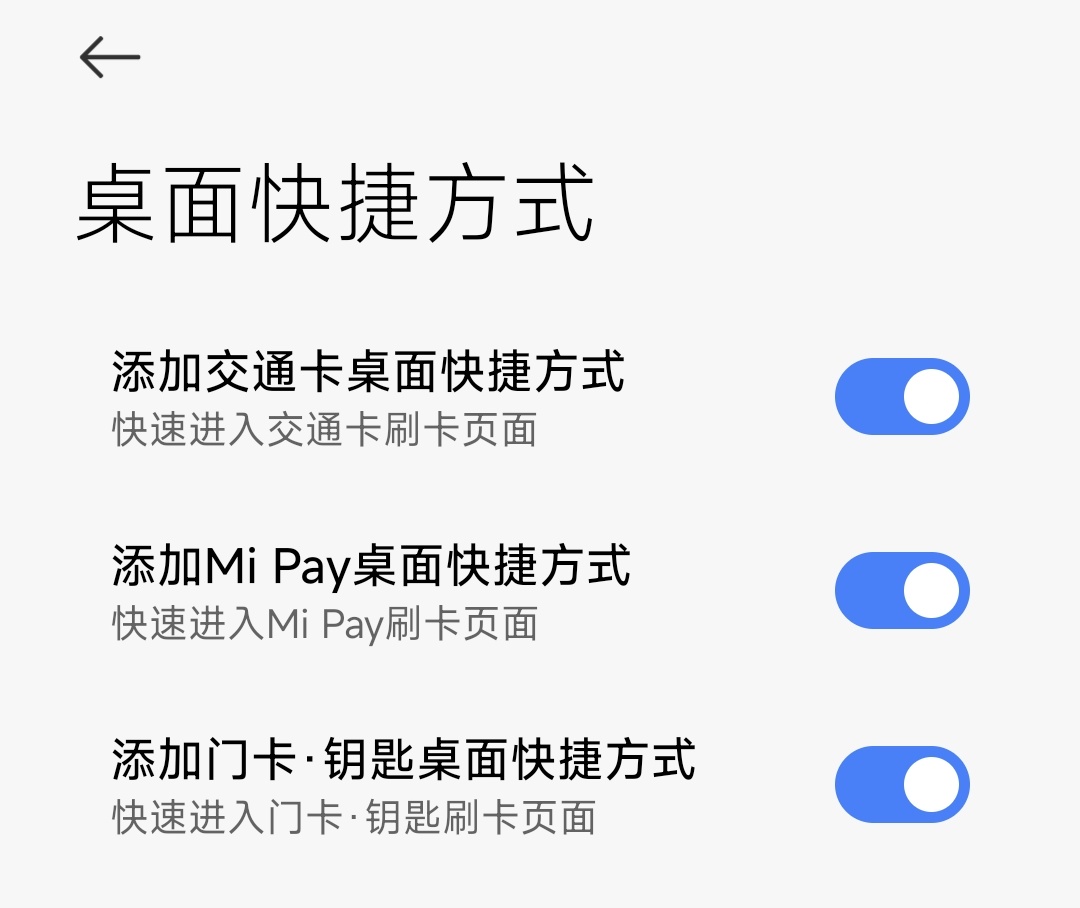 桌面快捷方式
添加交通卡桌面快捷方式
快速进入交通卡刷卡页面
添加Mi Pay桌面快捷方式
快速进入Mi Pay刷卡页面
添加门卡·钥匙桌面快捷方式
快速进入门卡·钥匙刷卡页面